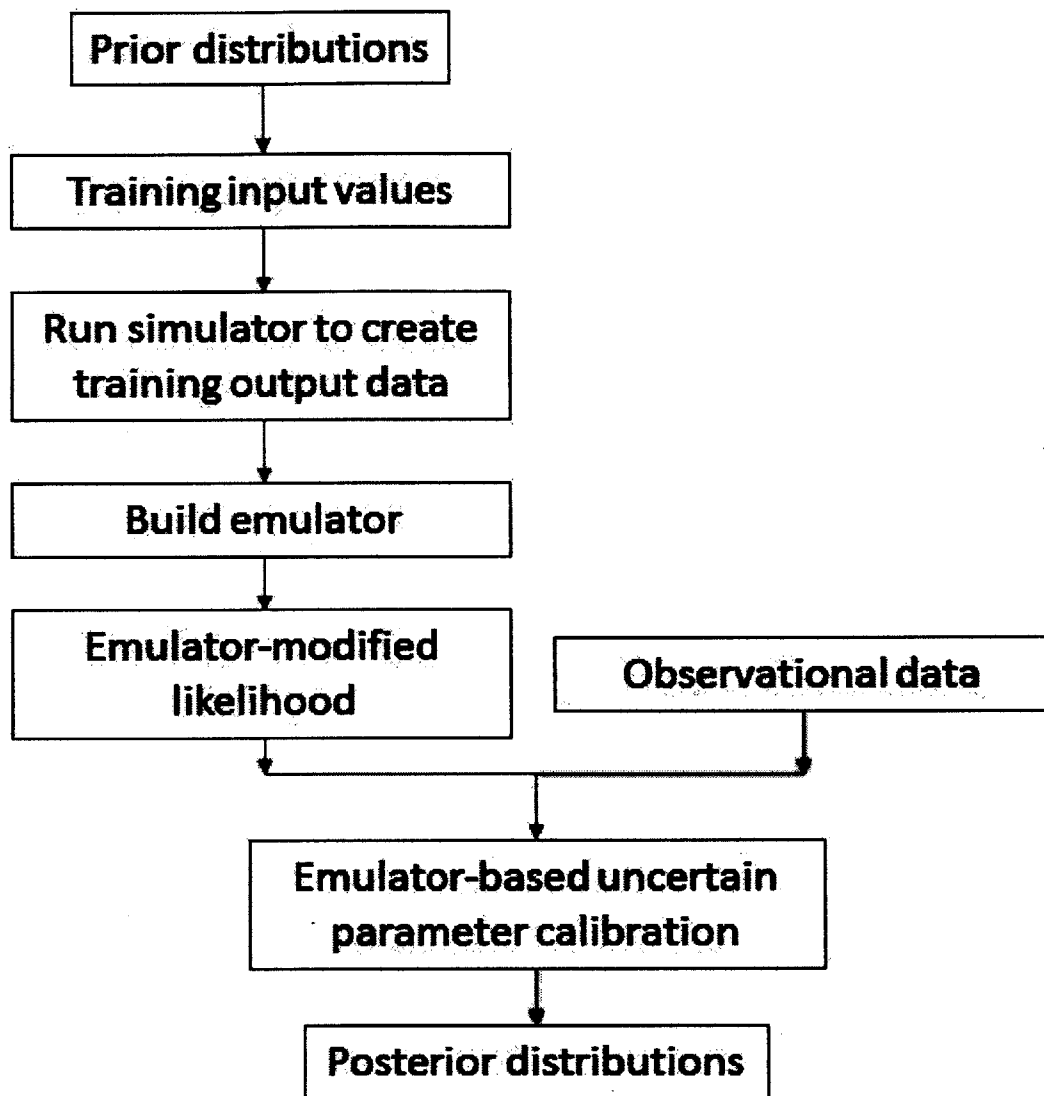 Prior distributions
Training input values
Run simulator to create
training output data
Build emulator
Emulator-modified
likelihood
Observational data
Emulator-based uncertain
parameter calibration
Posterior distributions